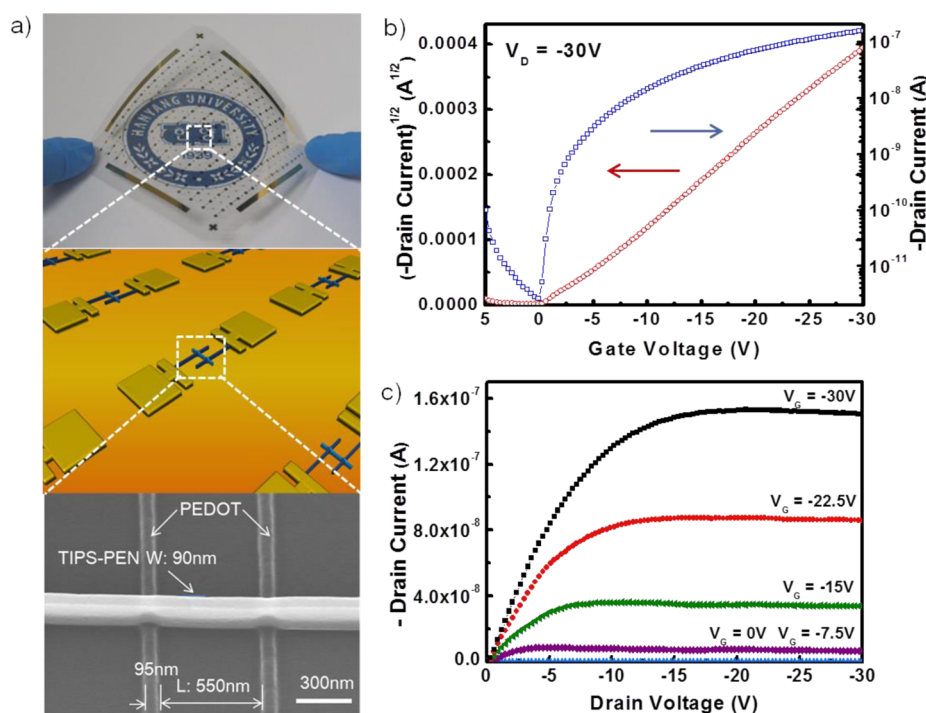 a)
HANYANG UNIVERSITY
1939
PEDOT
TIPS-PEN W: 90nm
95nm
L: 550nm
300nm
b)
V_D = -30V
(-Drain Current)^1/2 (A^1/2)
0.0004
0.0003
0.0002
0.0001
0.0000
-Drain Current (A)
10^-7
10^-8
10^-9
10^-10
10^-11
5 0 -5 -10 -15 -20 -25 -30
Gate Voltage (V)
c)
- Drain Current (A)
1.6x10^-7
1.2x10^-7
8.0x10^-8
4.0x10^-8
0.0
V_G = -30V
V_G = -22.5V
V_G = -15V
V_G = 0V V_G = -7.5V
0 -5 -10 -15 -20 -25 -30
Drain Voltage (V)